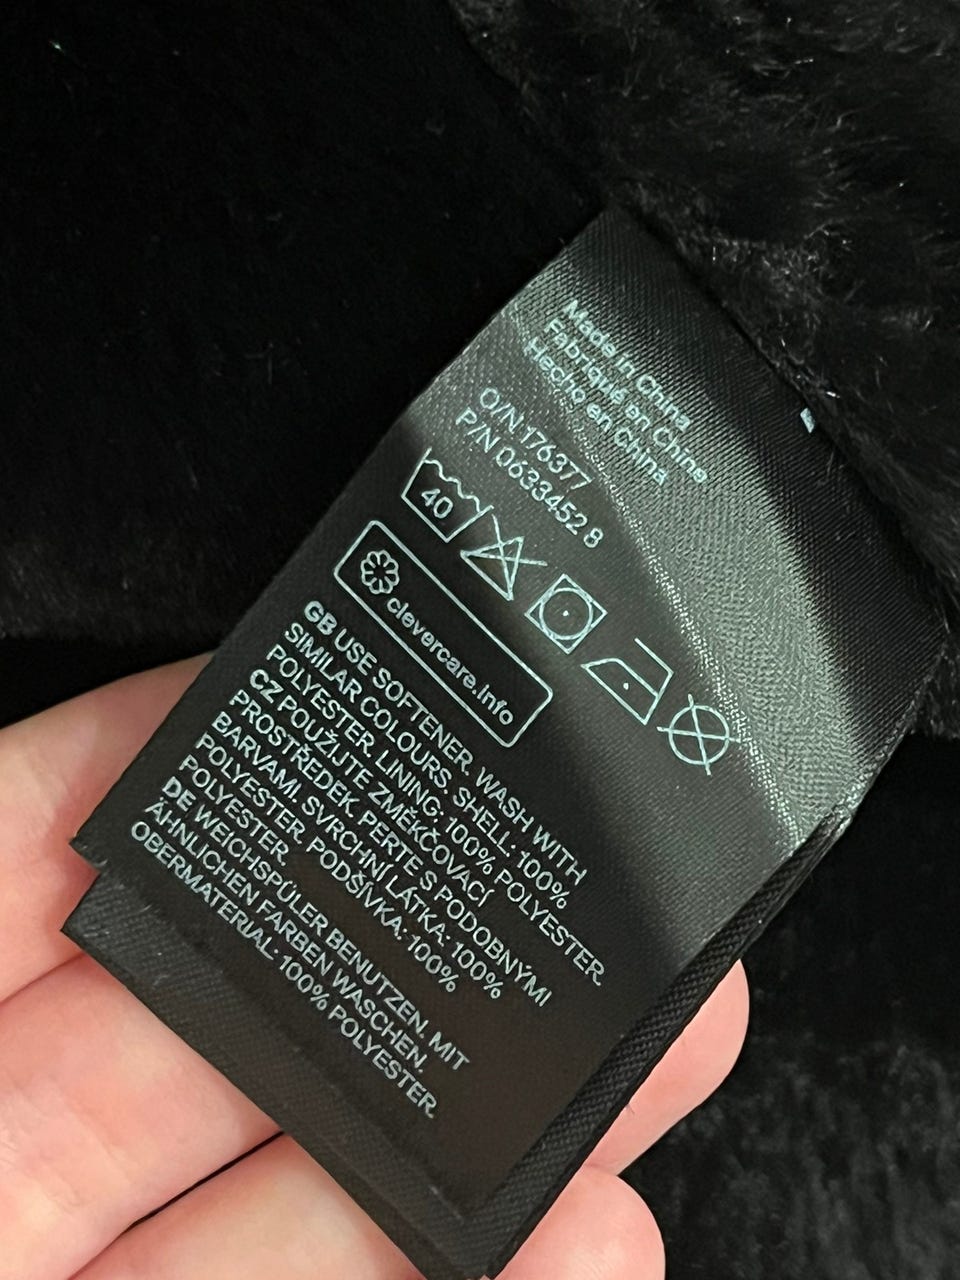 Made in China
Fabriqué en Chine
Hecho en China
O/N 176377
P/N 0633452 8
40
clevercare.info
GB USE SOFTENER. WASH WITH
SIMILAR COLOURS. SHELL: 100%
POLYESTER. LINING: 100% POLYESTER.
CZ POUŽIJTE ZMĚKČOVACÍ
PROSTŘEDEK. PERTE S PODOBNÝMI
BARVAMI. SVRCHNÍ LÁTKA: 100%
POLYESTER. PODŠÍVKA: 100%
POLYESTER.
DE WEICHSPÜLER BENUTZEN. MIT
ÄHNLICHEN FARBEN WASCHEN.
OBERMATERIAL: 100% POLYESTER.